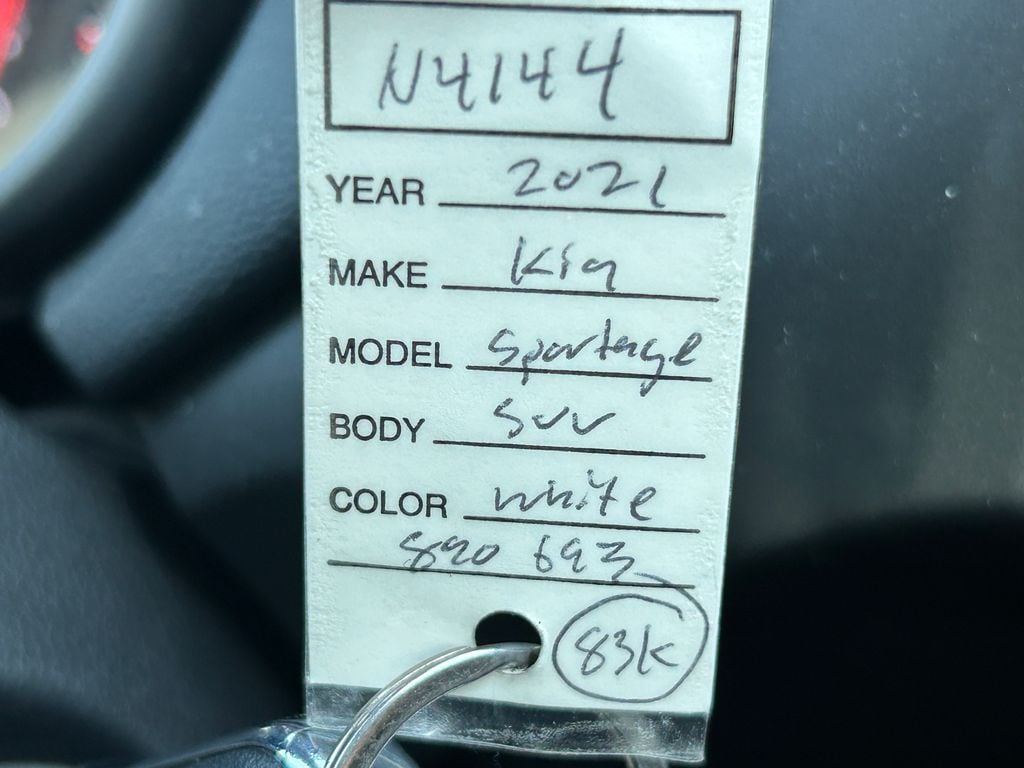 N4144
YEAR 2021
MAKE Kia
MODEL Sportage
BODY SUV
COLOR white
890 693
83K